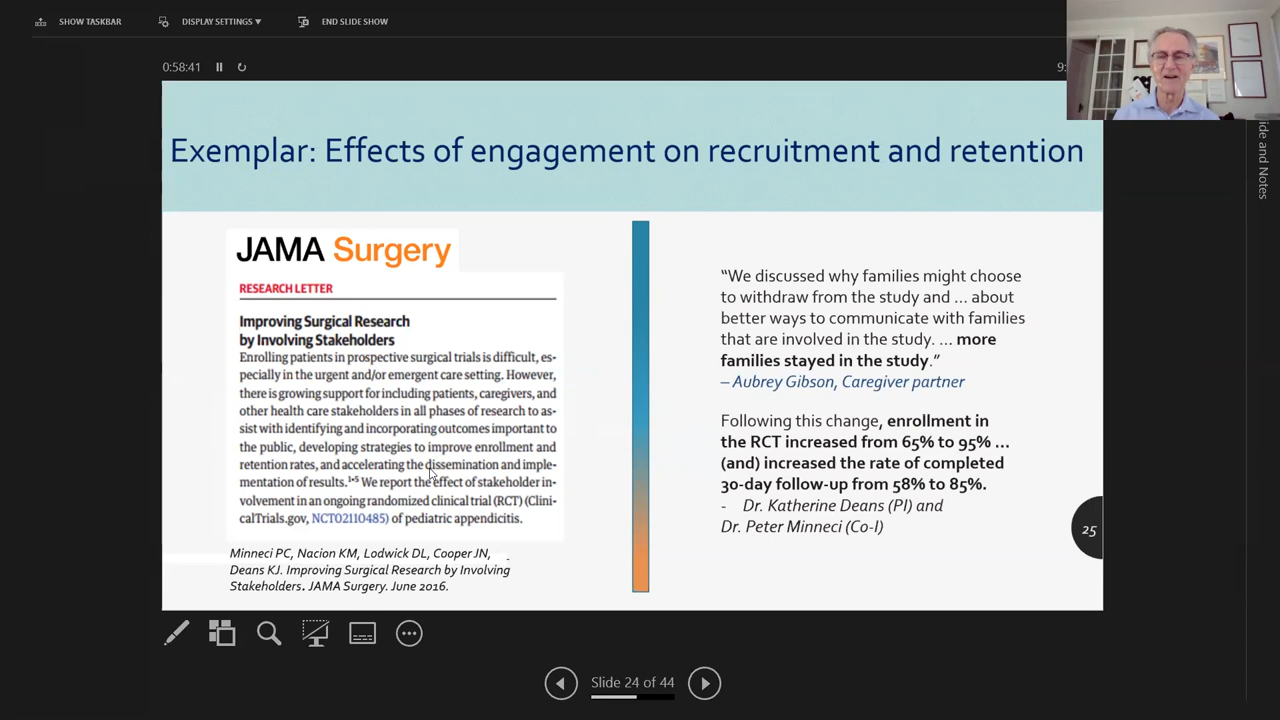 SHOW TASKBAR
DISPLAY SETTINGS ▼
END SLIDE SHOW
0:58:41
9:
ide and Notes
Exemplar: Effects of engagement on recruitment and retention
JAMA Surgery
RESEARCH LETTER
Improving Surgical Research
by Involving Stakeholders
Enrolling patients in prospective surgical trials is difficult, es-
pecially in the urgent and/or emergent care setting. However,
there is growing support for including patients, caregivers, and
other health care stakeholders in all phases of research to as-
sist with identifying and incorporating outcomes important to
the public, developing strategies to improve enrollment and
retention rates, and accelerating the dissemination and imple-
mentation of results.1-5 We report the effect of stakeholder in-
volvement in an ongoing randomized clinical trial (RCT) (Clini-
calTrials.gov, NCT02110485) of pediatric appendicitis.
Minneci PC, Nacion KM, Lodwick DL, Cooper JN,
Deans KJ. Improving Surgical Research by Involving
Stakeholders. JAMA Surgery. June 2016.
“We discussed why families might choose
to withdraw from the study and ... about
better ways to communicate with families
that are involved in the study. ... more
families stayed in the study.”
– Aubrey Gibson, Caregiver partner
Following this change, enrollment in
the RCT increased from 65% to 95% ...
(and) increased the rate of completed
30-day follow-up from 58% to 85%.
- Dr. Katherine Deans (PI) and
Dr. Peter Minneci (Co-I)
25
Slide 24 of 44